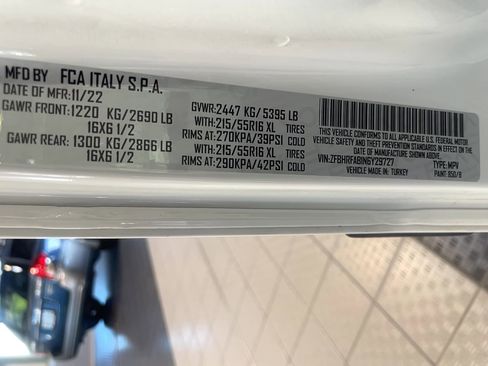 MFD BY FCA ITALY S.P.A.
DATE OF MFR:11/22
GVWR:2447 KG/5395 LB
GAWR FRONT:1220 KG/2690 LB
WITH:215/55R16 XL TIRES
16X6 1/2
RIMS AT:270KPA/39PSI
GAWR REAR:1300 KG/2866 LB
WITH:215/55R16 XL TIRES
16X6 1/2
RIMS AT:290KPA/42PSI
THIS VEHICLE CONFORMS TO ALL APPLICABLE U.S. FEDERAL MOTOR
VEHICLE SAFETY AND THEFT PREVENTION STANDARDS IN EFFECT ON THE
DATE OF MANUFACTURE SHOWN ABOVE.
VIN:ZFBHRFABIN6Y29727 TYPE:MPV
VEHICLE MADE IN: TURKEY PAINT: 950/B